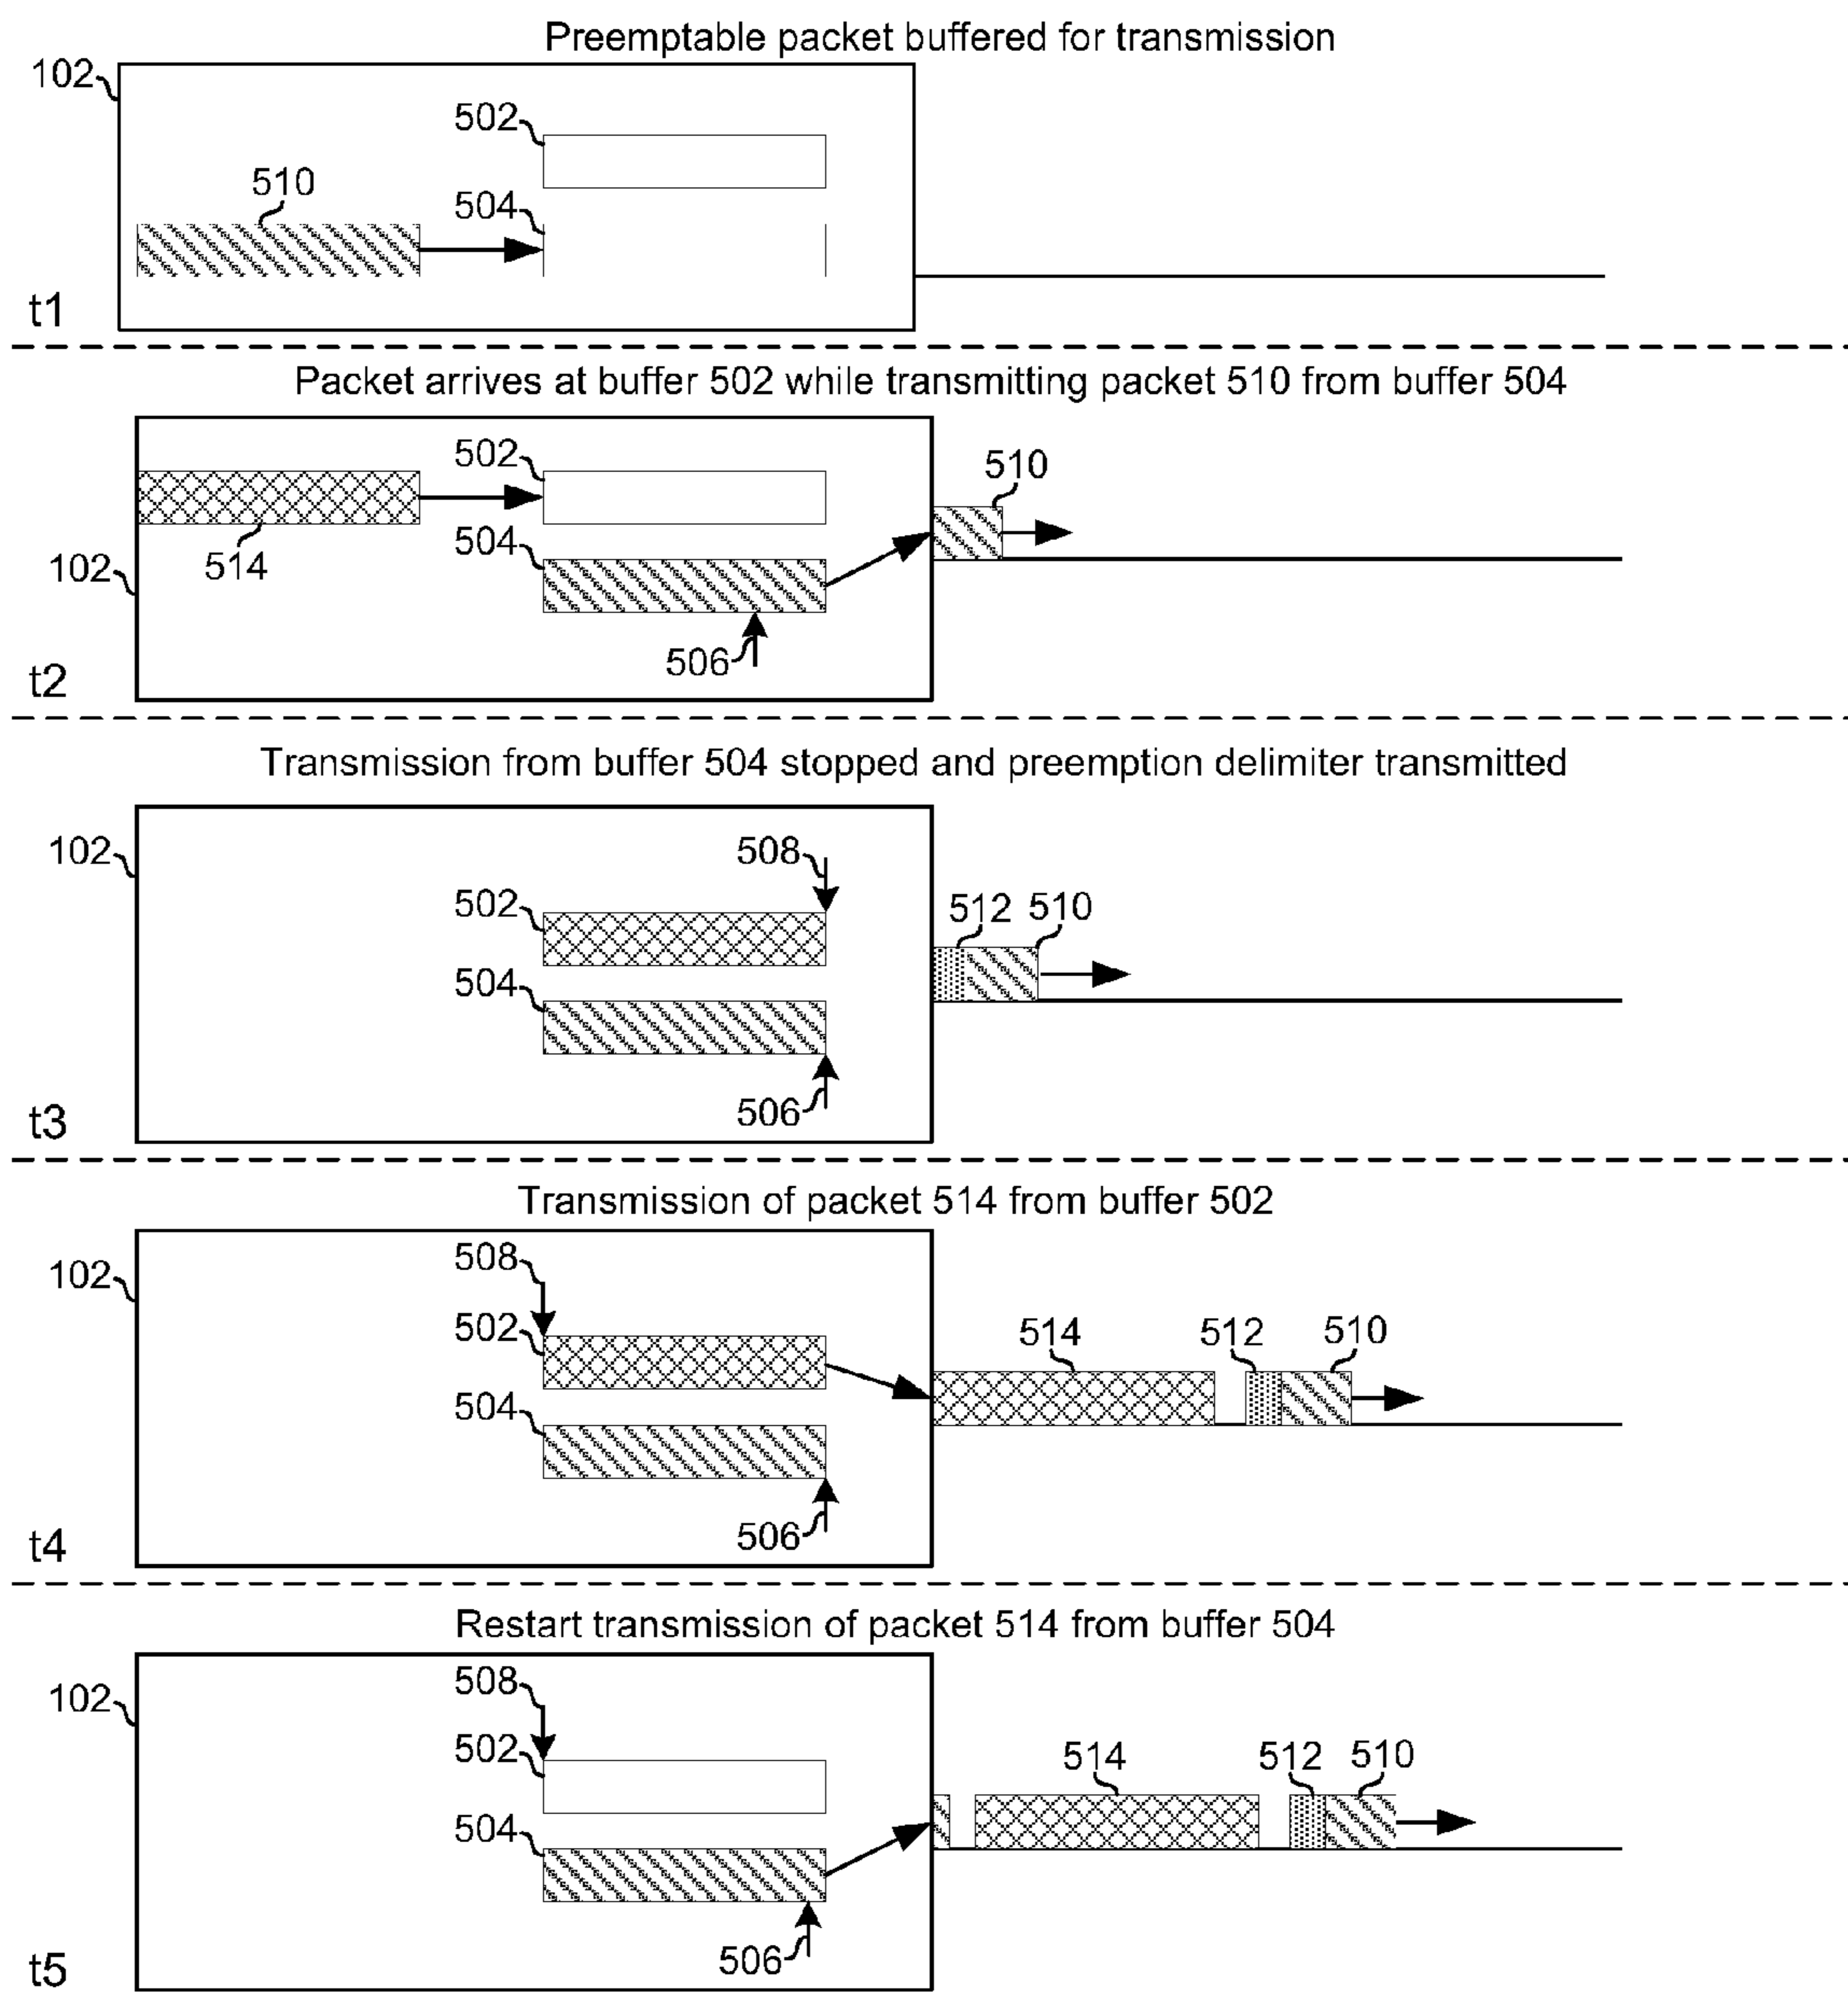 Preemptable packet buffered for transmission
102
502
510
504
t1
Packet arrives at buffer 502 while transmitting packet 510 from buffer 504
502
510
504
514
102
506
t2
Transmission from buffer 504 stopped and preemption delimiter transmitted
102
508
502
512 510
504
506
t3
Transmission of packet 514 from buffer 502
508
102
502
514 512 510
504
506
t4
Restart transmission of packet 514 from buffer 504
508
102
502
514 512 510
504
506
t5